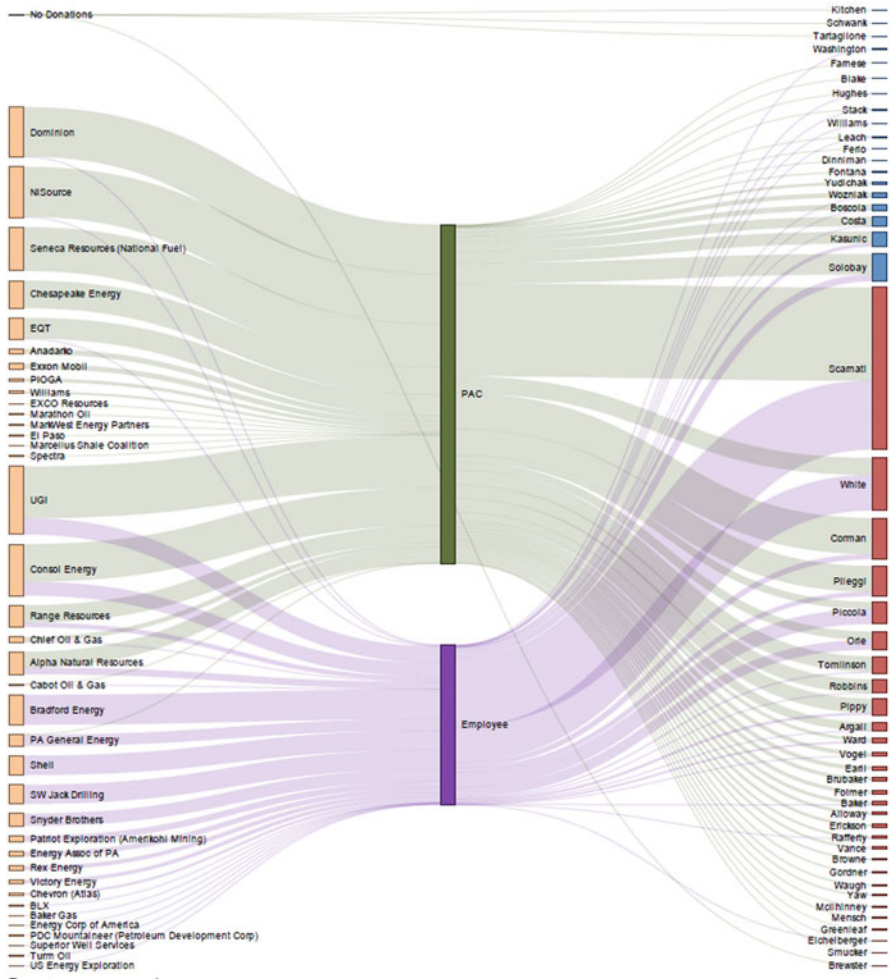 No Donations
Dominion
NiSource
Seneca Resources (National Fuel)
Chesapeake Energy
EQT
Anadarko
Exxon Mobil
PIOGA
Williams
EXCO Resources
Marathon Oil
MarkWest Energy Partners
El Paso
Marcellus Shale Coalition
Spectra
UGI
Consol Energy
Range Resources
Chief Oil & Gas
Alpha Natural Resources
Cabot Oil & Gas
Bradford Energy
PA General Energy
Shell
SW Jack Drilling
Snyder Brothers
Patriot Exploration (Amerikohl Mining)
Energy Assoc of PA
Rex Energy
Victory Energy
Chevron (Atlas)
BLX
Baker Gas
Energy Corp of America
PDC Mountaineer (Petroleum Development Corp)
Superior Well Services
Turm Oil
US Energy Exploration
PAC
Employee
Kitchen
Schwank
Tartaglione
Washington
Farnese
Blake
Hughes
Stack
Williams
Leach
Ferlo
Dinniman
Fontana
Yudichak
Wozniak
Boscola
Costa
Kasunic
Solobay
Scarnati
White
Corman
Pileggi
Piccola
Orie
Tomlinson
Robbins
Pippy
Argall
Ward
Vogel
Earll
Brubaker
Folmer
Baker
Alloway
Erickson
Rafferty
Vance
Browne
Gordner
Waugh
Yaw
McIlhinney
Mensch
Greenleaf
Eichelberger
Smucker
Brewster